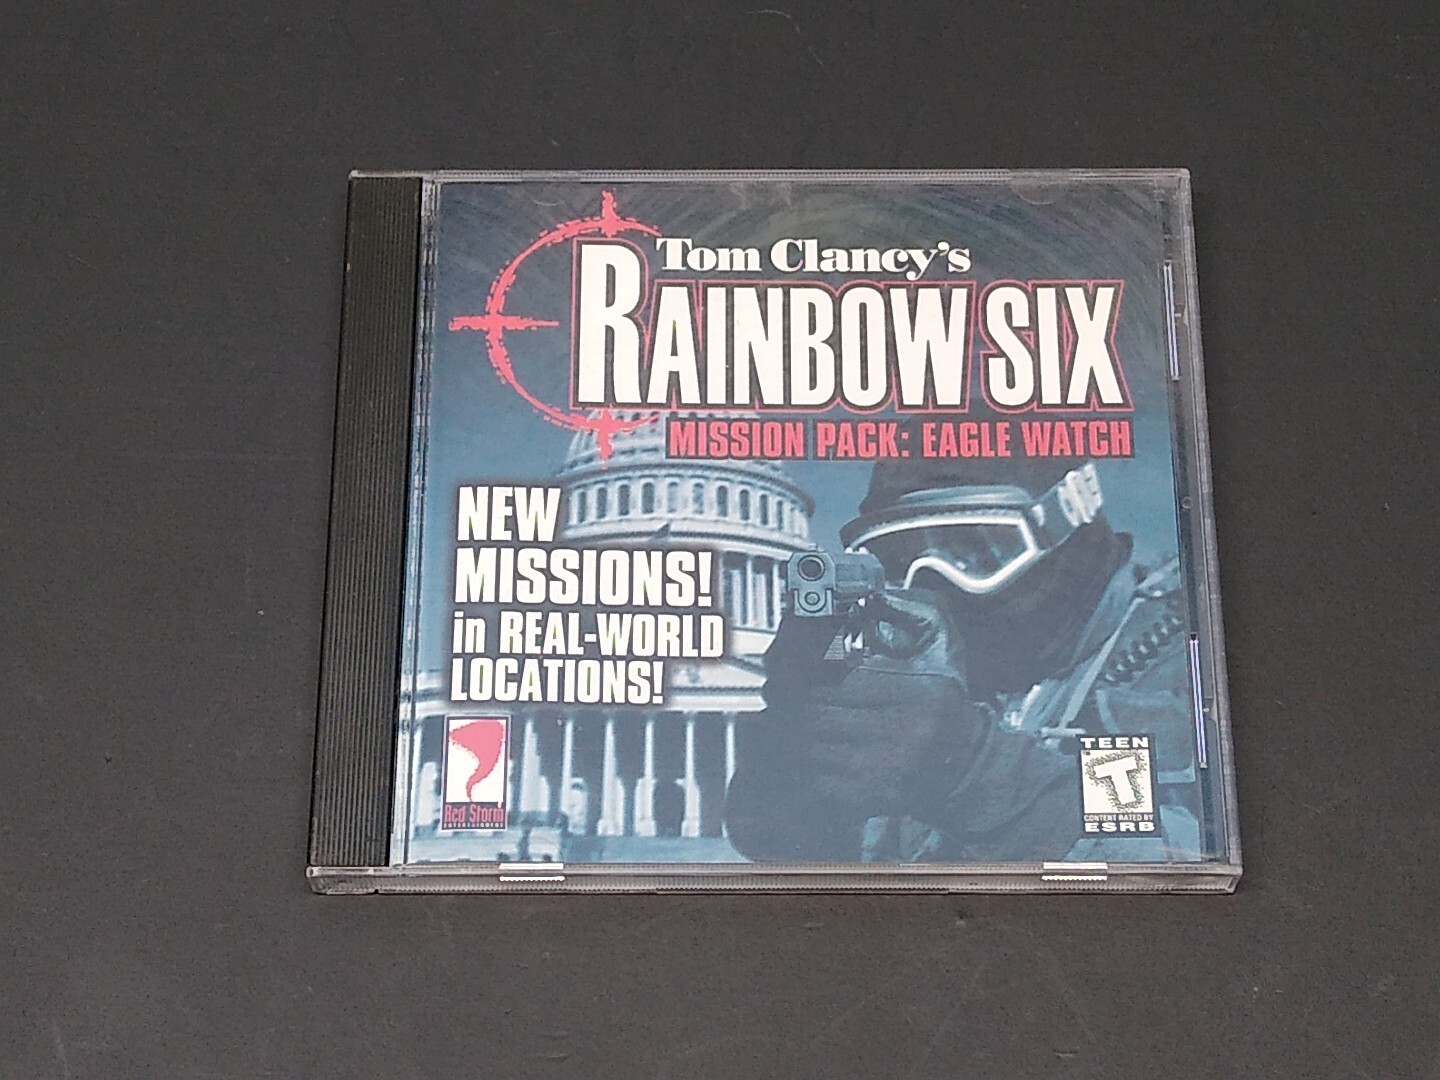 Tom Clancy's
RAINBOW SIX
MISSION PACK: EAGLE WATCH
NEW
MISSIONS!
in REAL-WORLD
LOCATIONS!
Red Storm
ENTERTAINMENT
TEEN
T
CONTENT RATED BY
ESRB